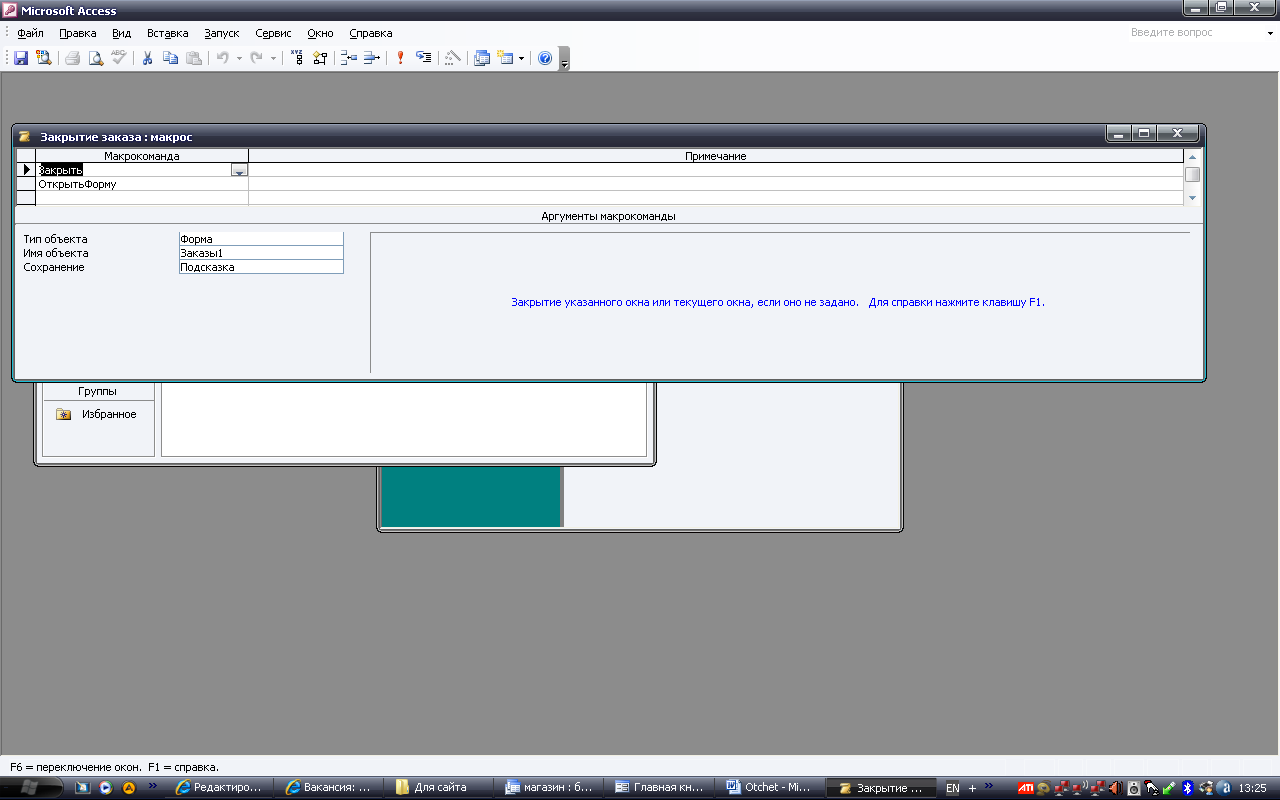 Microsoft Access
Файл Правка Вид Вставка Запуск Сервис Окно Справка Введите вопрос
Закрытие заказа : макрос
Макрокоманда Примечание
Закрыть
ОткрытьФорму
Аргументы макрокоманды
Тип объекта Форма
Имя объекта Заказы1
Сохранение Подсказка
Закрытие указанного окна или текущего окна, если оно не задано. Для справки нажмите клавишу F1.
Группы
Избранное
F6 = переключение окон. F1 = справка.
Редактиро... Вакансия: ... Для сайта магазин : б... Главная кн... Otchet - Mi... Закрытие ... EN ATI 13:25